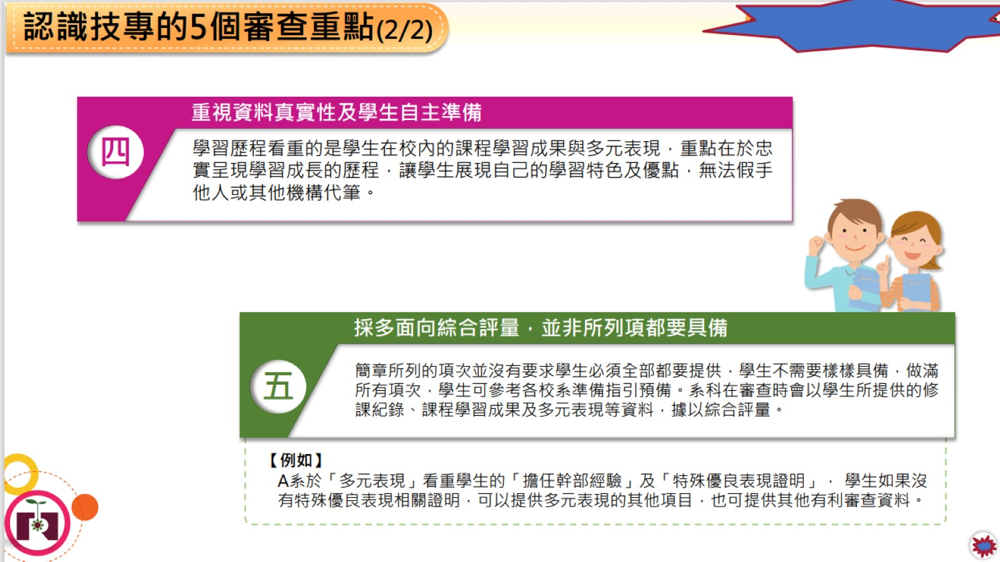 認識技專的5個審查重點(2/2)
四
重視資料真實性及學生自主準備
學習歷程看重的是學生在校內的課程學習成果與多元表現，重點在於忠
實呈現學習成長的歷程，讓學生展現自己的學習特色及優點，無法假手
他人或其他機構代筆。
五
採多面向綜合評量，並非所列項都要具備
簡章所列的項次並沒有要求學生必須全部都要提供，學生不需要樣樣具備，做滿
所有項次，學生可參考各校系準備指引預備。系科在審查時會以學生所提供的修
課紀錄、課程學習成果及多元表現等資料，據以綜合評量。
【例如】
A系於「多元表現」看重學生的「擔任幹部經驗」及「特殊優良表現證明」， 學生如果沒
有特殊優良表現相關證明，可以提供多元表現的其他項目，也可提供其他有利審查資料。